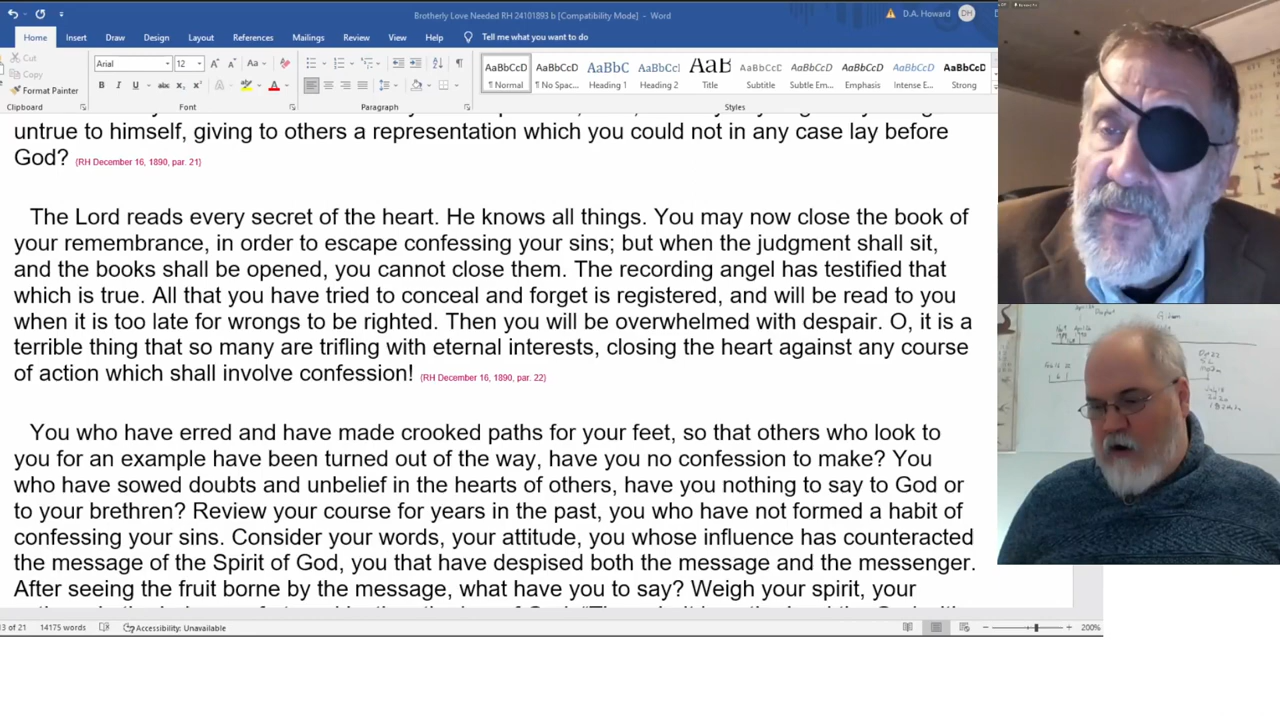 Brotherly Love Needed RH 24101893 b [Compatibility Mode] - Word
D.A. Howard
DH
Home Insert Draw Design Layout References Mailings Review View Help Tell me what you want to do
Cut
Copy
Format Painter
Arial 12
AaBbCcD AaBbCcD AaBbC AaBbCcl AaB AaBbCcD AaBbCcD AaBbCcD AaBbCcD AaBbCcD
¶ Normal ¶ No Spac... Heading 1 Heading 2 Title Subtitle Subtle Em... Emphasis Intense E... Strong
Clipboard Font Paragraph Styles
untrue to himself, giving to others a representation which you could not in any case lay before
God? (RH December 16, 1890, par. 21)
The Lord reads every secret of the heart. He knows all things. You may now close the book of
your remembrance, in order to escape confessing your sins; but when the judgment shall sit,
and the books shall be opened, you cannot close them. The recording angel has testified that
which is true. All that you have tried to conceal and forget is registered, and will be read to you
when it is too late for wrongs to be righted. Then you will be overwhelmed with despair. O, it is a
terrible thing that so many are trifling with eternal interests, closing the heart against any course
of action which shall involve confession! (RH December 16, 1890, par. 22)
You who have erred and have made crooked paths for your feet, so that others who look to
you for an example have been turned out of the way, have you no confession to make? You
who have sowed doubts and unbelief in the hearts of others, have you nothing to say to God or
to your brethren? Review your course for years in the past, you who have not formed a habit of
confessing your sins. Consider your words, your attitude, you whose influence has counteracted
the message of the Spirit of God, you that have despised both the message and the messenger.
After seeing the fruit borne by the message, what have you to say? Weigh your spirit, your
13 of 21 14175 words Accessibility: Unavailable 200%